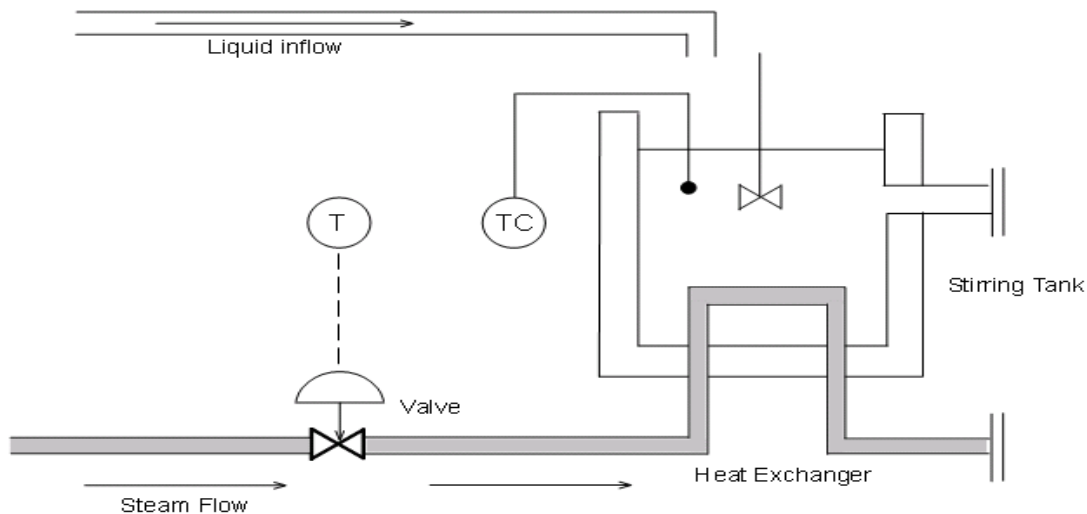 Liquid inflow
T
TC
Stirring Tank
Valve
Heat Exchanger
Steam Flow